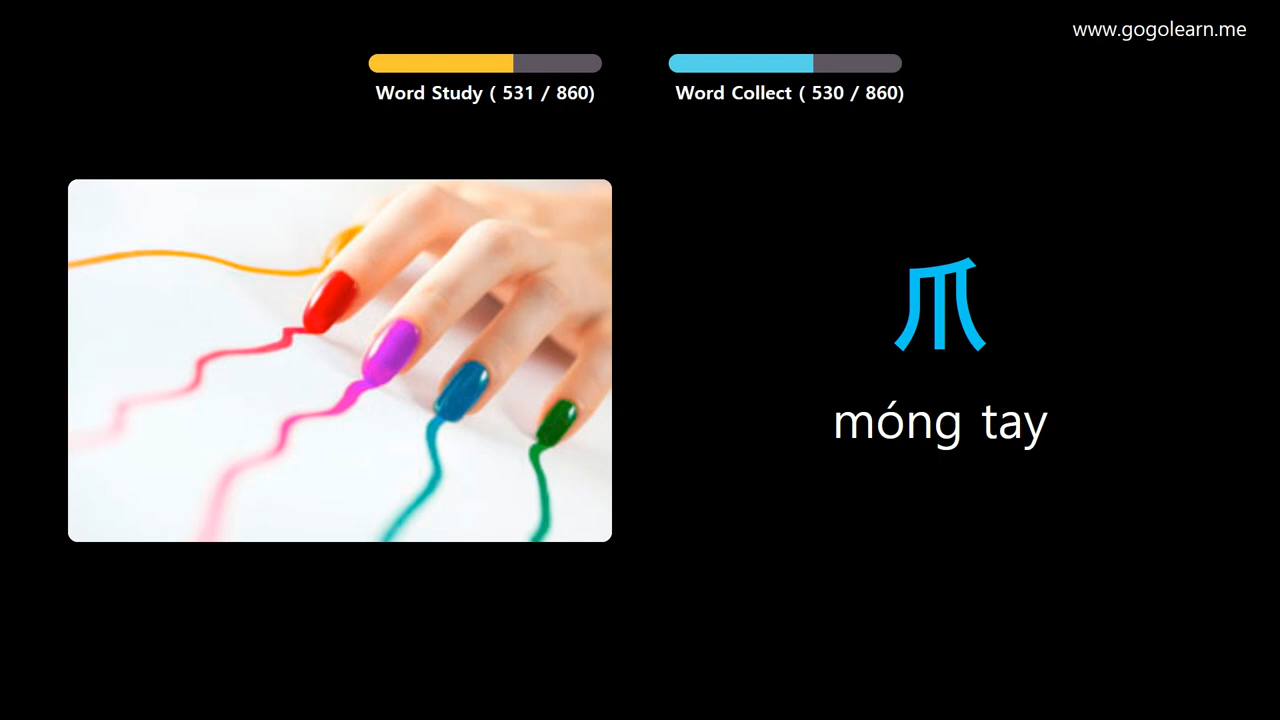 www.gogolearn.me
Word Study ( 531 / 860)
Word Collect ( 530 / 860)
爪
móng tay